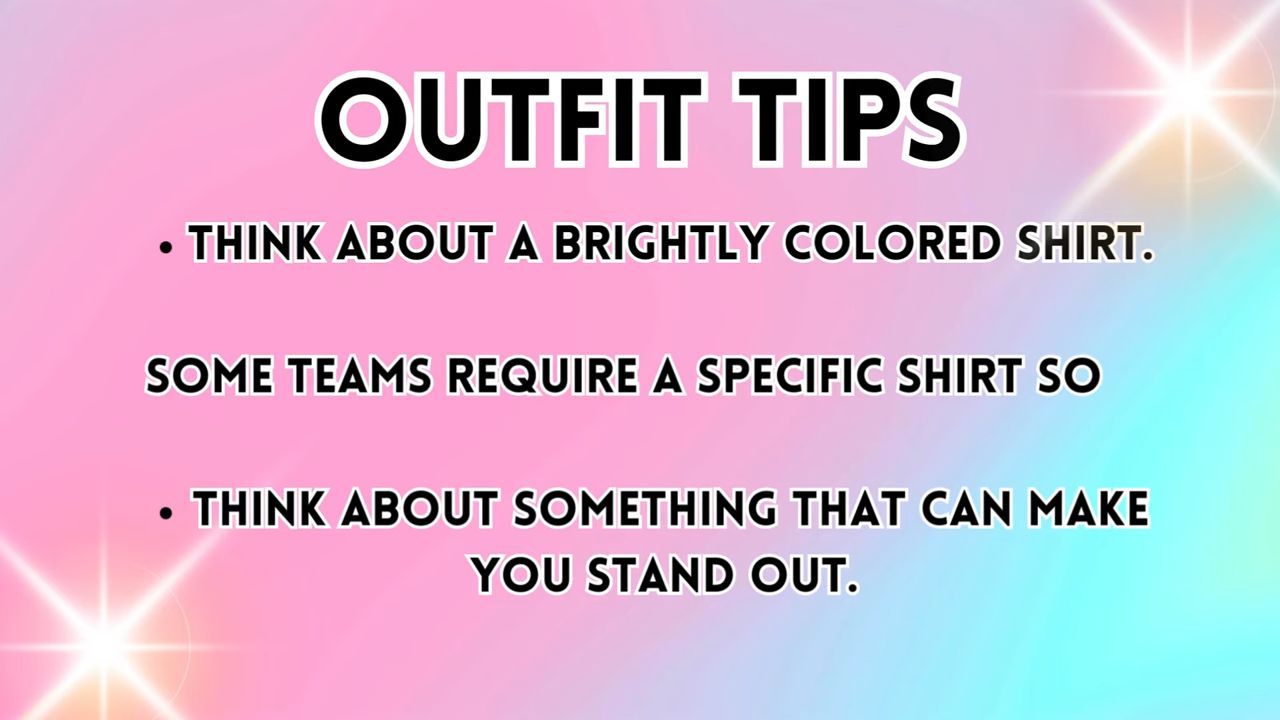 OUTFIT TIPS
• THINK ABOUT A BRIGHTLY COLORED SHIRT.
SOME TEAMS REQUIRE A SPECIFIC SHIRT SO
• THINK ABOUT SOMETHING THAT CAN MAKE
YOU STAND OUT.